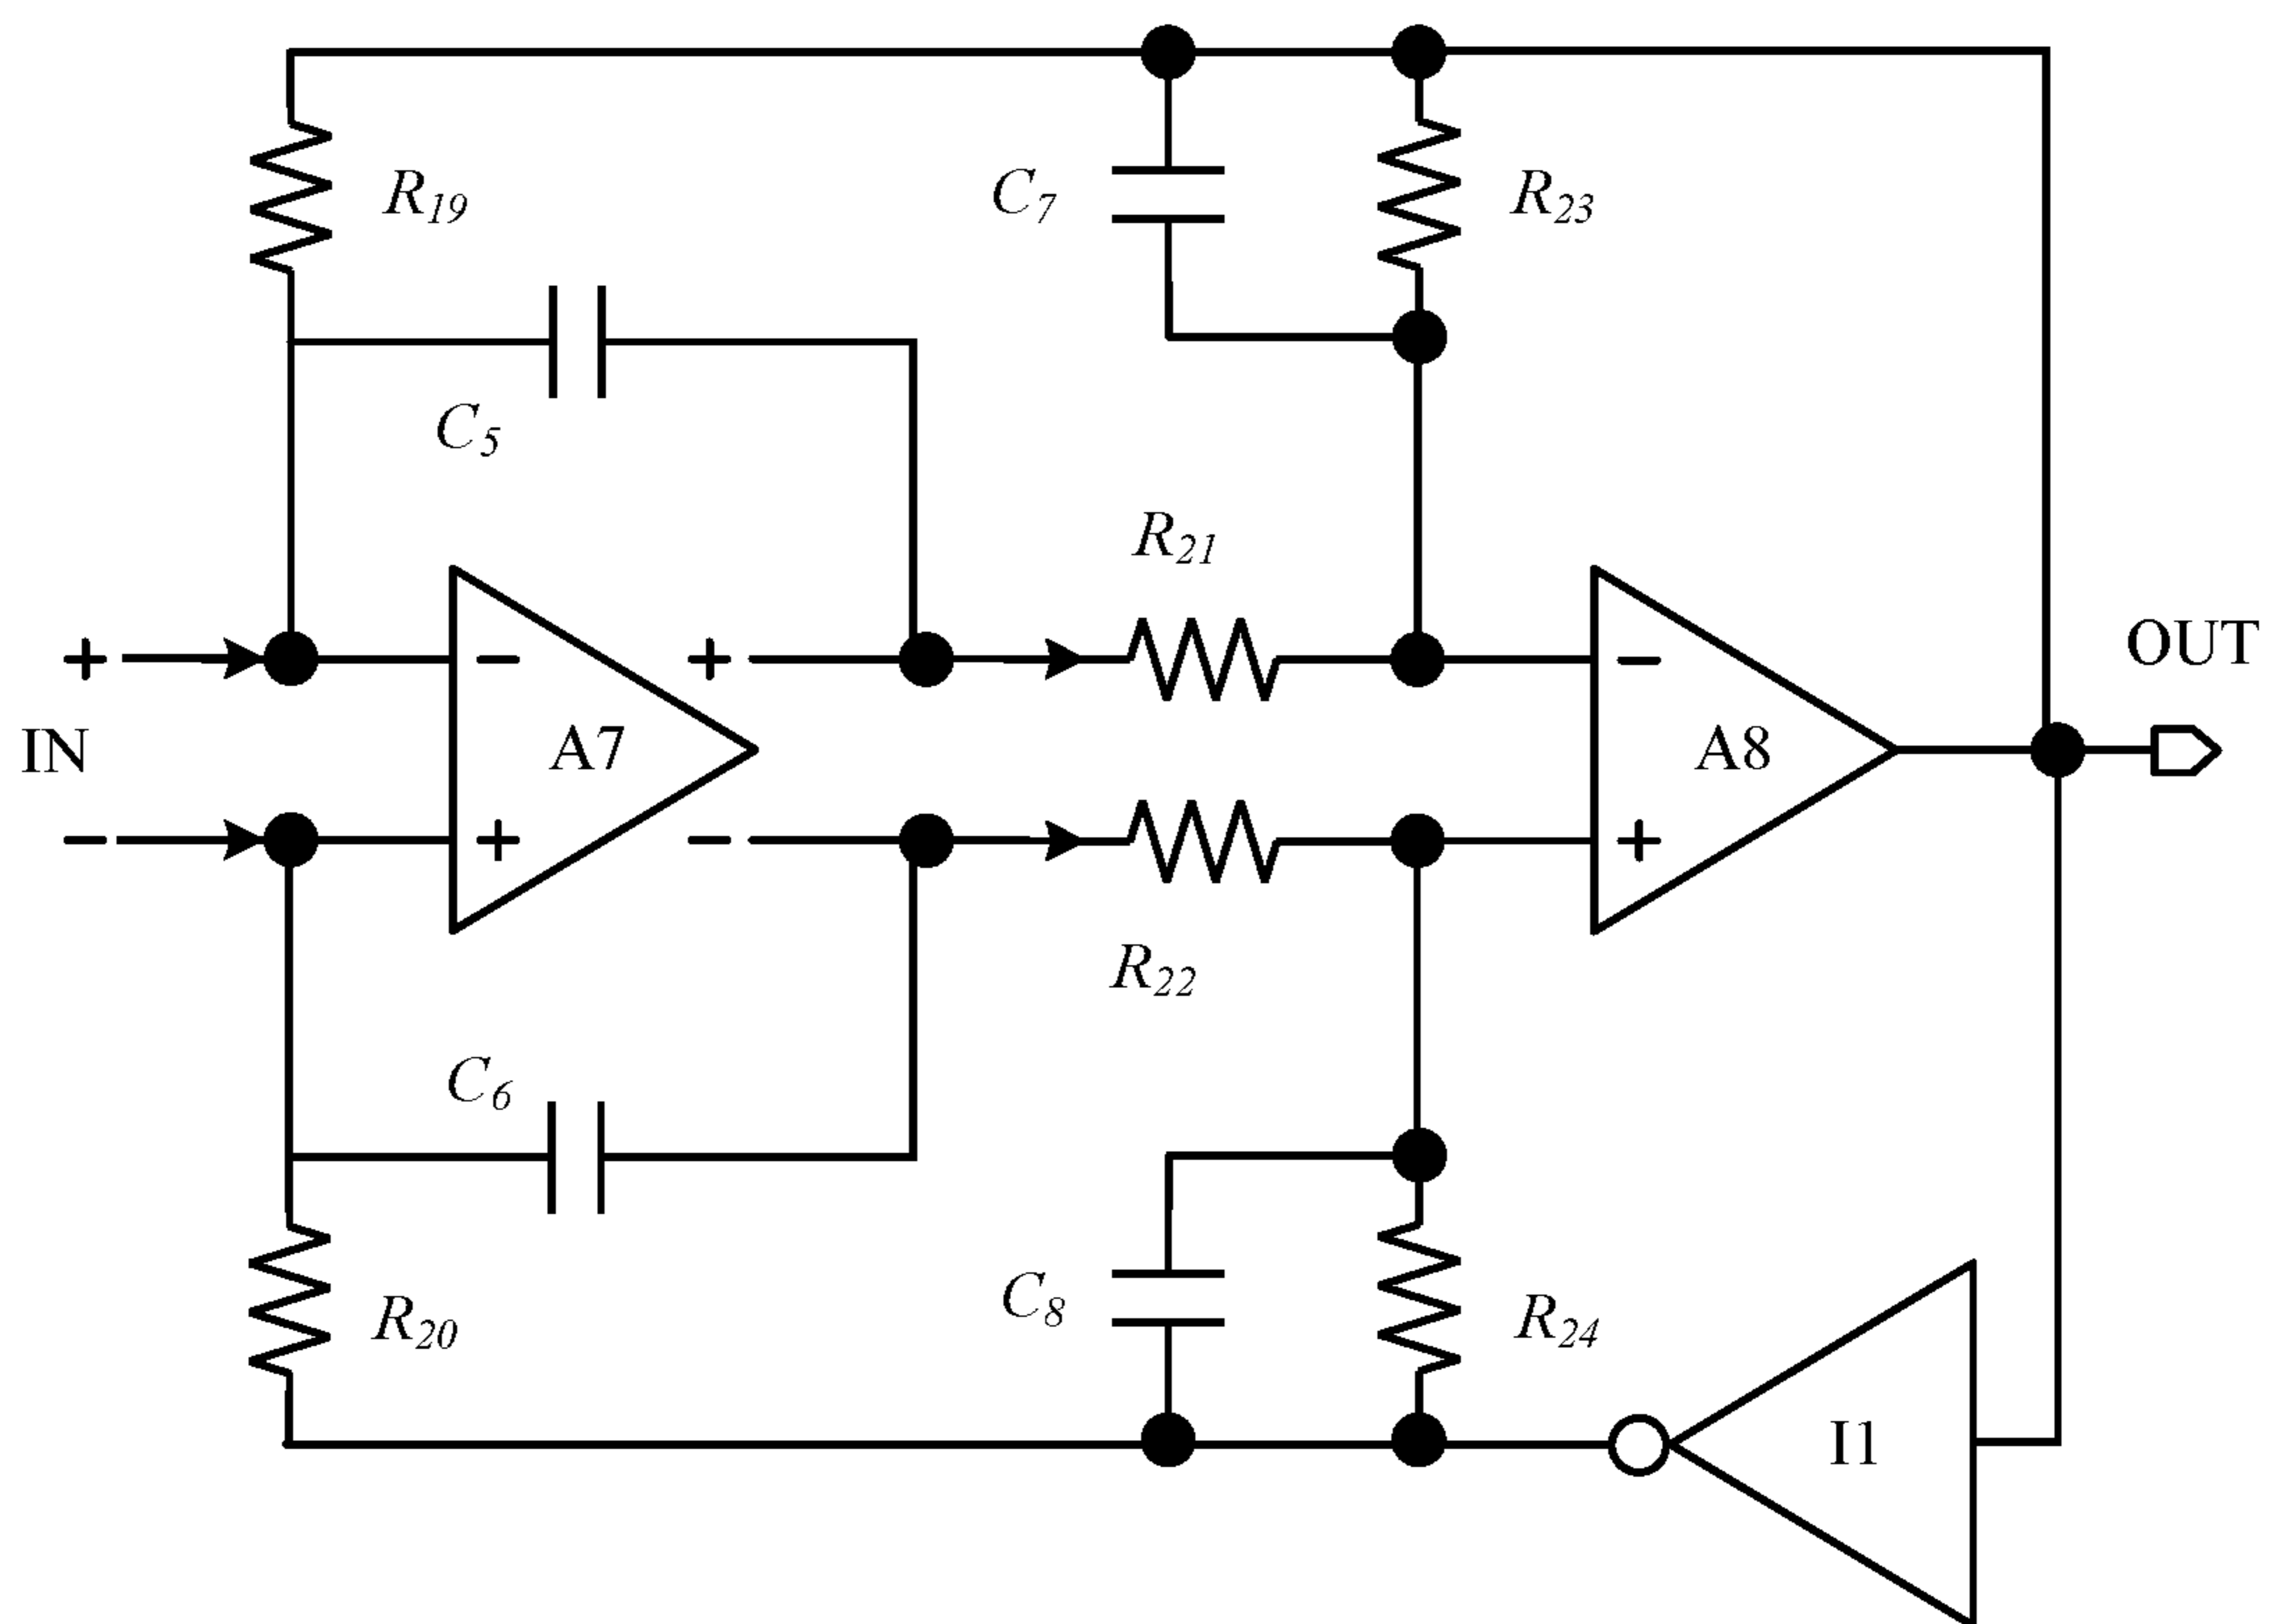 R19
C7
R23
C5
R21
+
−
+
−
OUT
IN
A7
A8
−
+
−
+
R22
C6
C8
R20
R24
I1